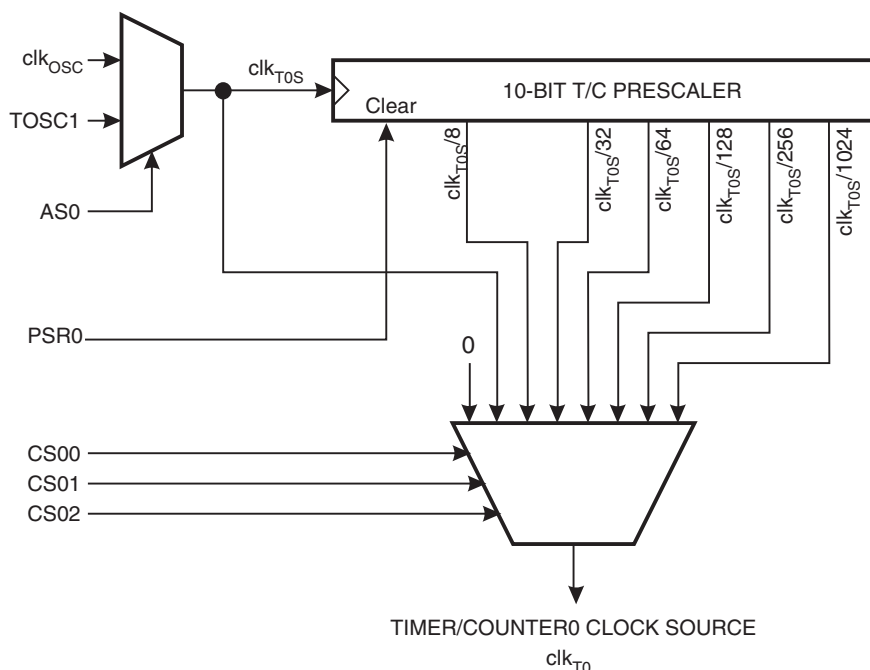 clkOSC
clkT0S
TOSC1
10-BIT T/C PRESCALER
Clear
clkT0S/8
clkT0S/32
clkT0S/64
clkT0S/128
clkT0S/256
clkT0S/1024
AS0
PSR0
0
CS00
CS01
CS02
TIMER/COUNTER0 CLOCK SOURCE
clkT0